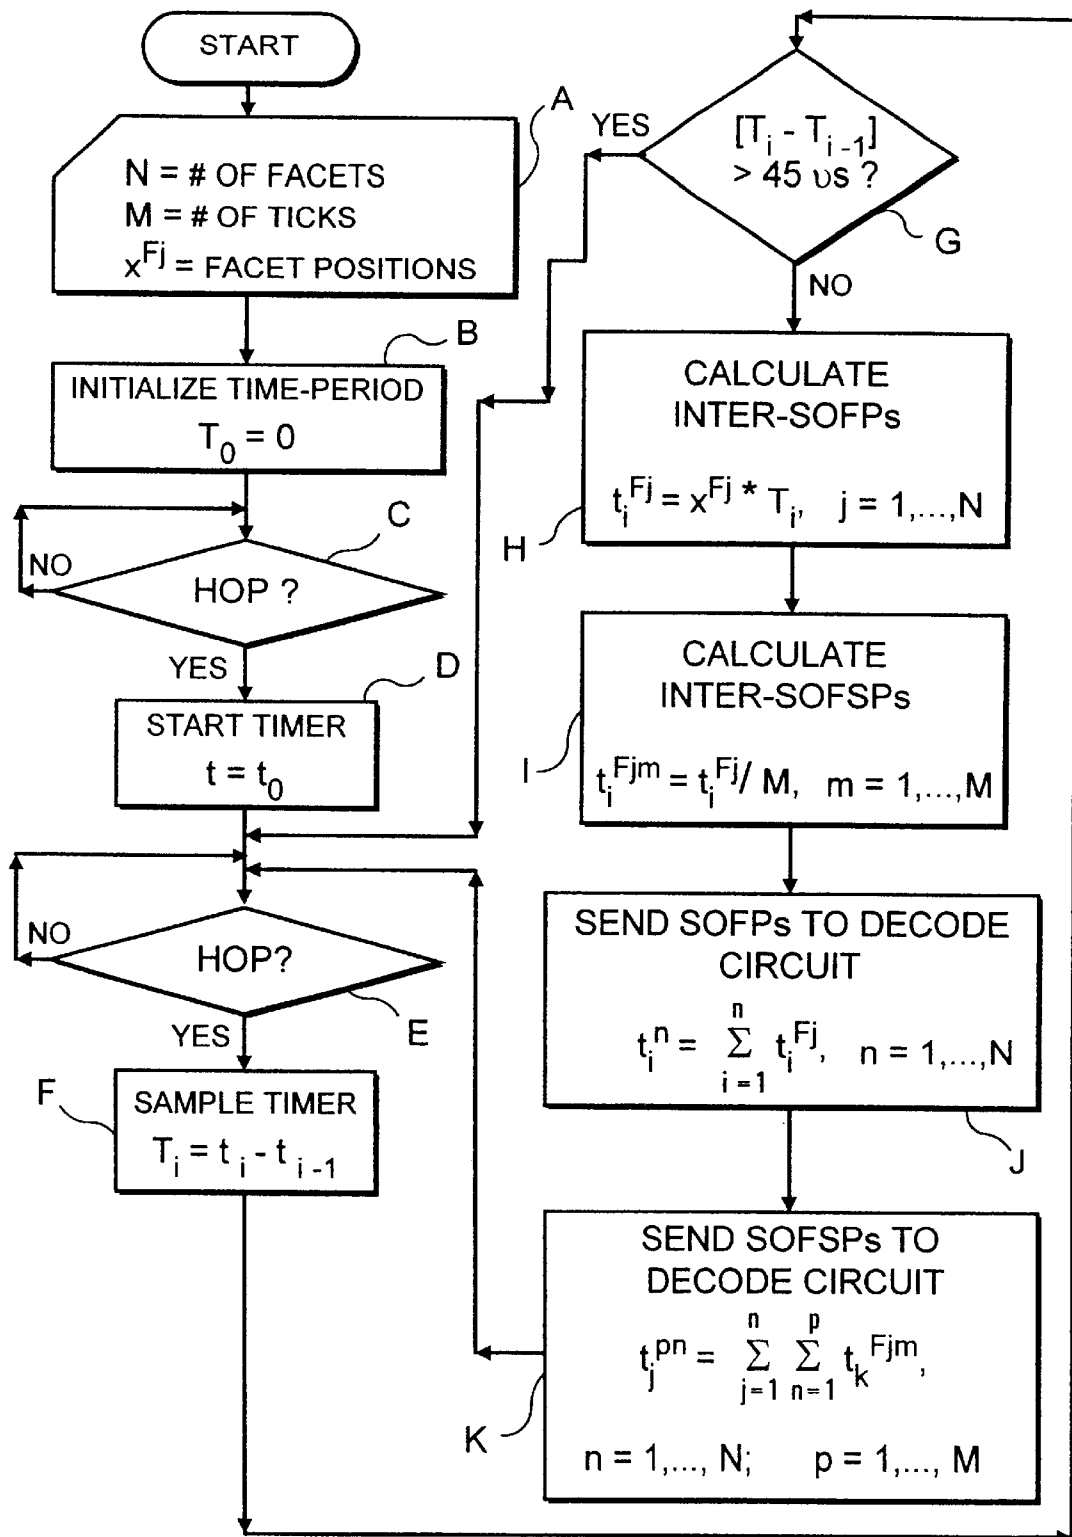 START
A
N = # OF FACETS
M = # OF TICKS
x^Fj = FACET POSITIONS
B
INITIALIZE TIME-PERIOD
T_0 = 0
C
NO
HOP ?
YES
D
START TIMER
t = t_0
NO
HOP?
YES
E
F
SAMPLE TIMER
T_i = t_i - t_i-1
YES
[T_i - T_i-1]
> 45 υs ?
G
NO
CALCULATE
INTER-SOFPs
t_i^Fj = x^Fj * T_i, j = 1,...,N
H
CALCULATE
INTER-SOFSPs
I
t_i^Fjm = t_i^Fj / M, m = 1,...,M
SEND SOFPs TO DECODE
CIRCUIT
t_i^n = Σ_{i=1}^{n} t_i^Fj, n = 1,...,N
J
SEND SOFSPs TO
DECODE CIRCUIT
t_j^pn = Σ_{j=1}^{n} Σ_{n=1}^{p} t_k^Fjm,
K
n = 1,..., N; p = 1,..., M